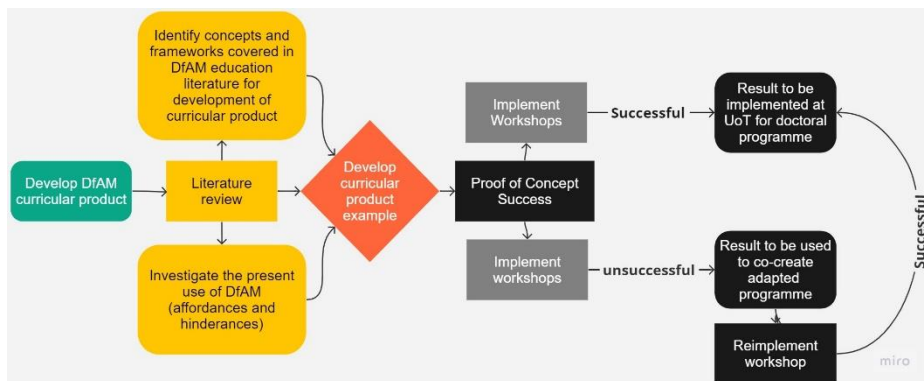 Identify concepts and
frameworks covered in
DfAM education
literature for
development of
curricular product
Develop DfAM
curricular product
Literature
review
Investigate the present
use of DfAM
(affordances and
hinderances)
Develop
curricular
product
example
Implement
Workshops
Successful
Result to be
implemented at
UoT for doctoral
programme
Proof of Concept
Success
Implement
workshops
unsuccessful
Result to be used
to co-create
adapted
programme
Reimplement
workshop
Successful
miro